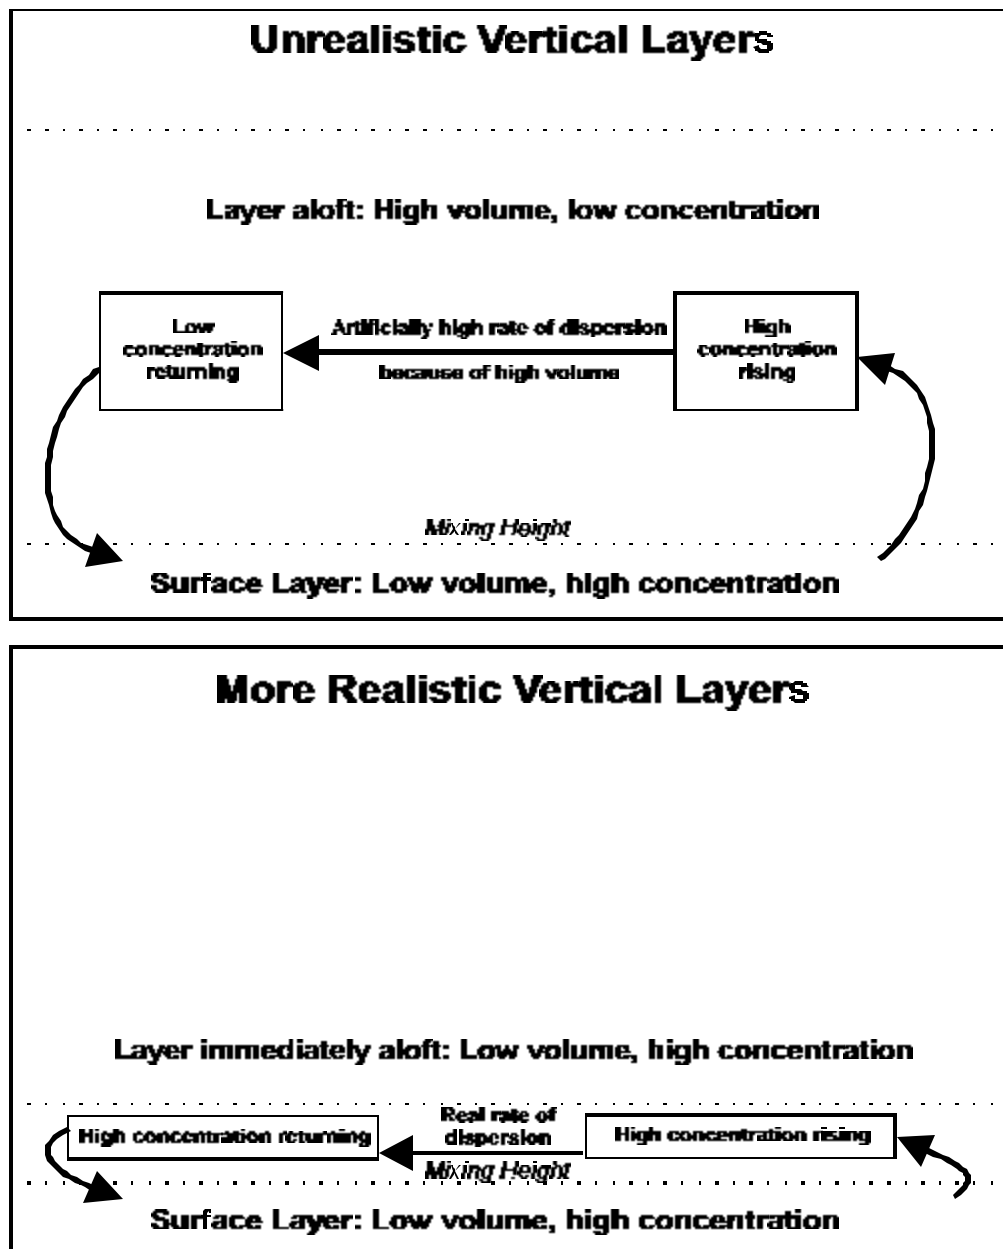 Unrealistic Vertical Layers
Layer aloft: High volume, low concentration
Low
concentration
returning
Artificially high rate of dispersion
because of high volume
High
concentration
rising
Mixing Height
Surface Layer: Low volume, high concentration
More Realistic Vertical Layers
Layer immediately aloft: Low volume, high concentration
High concentration returning
Real rate of
dispersion
High concentration rising
Mixing Height
Surface Layer: Low volume, high concentration